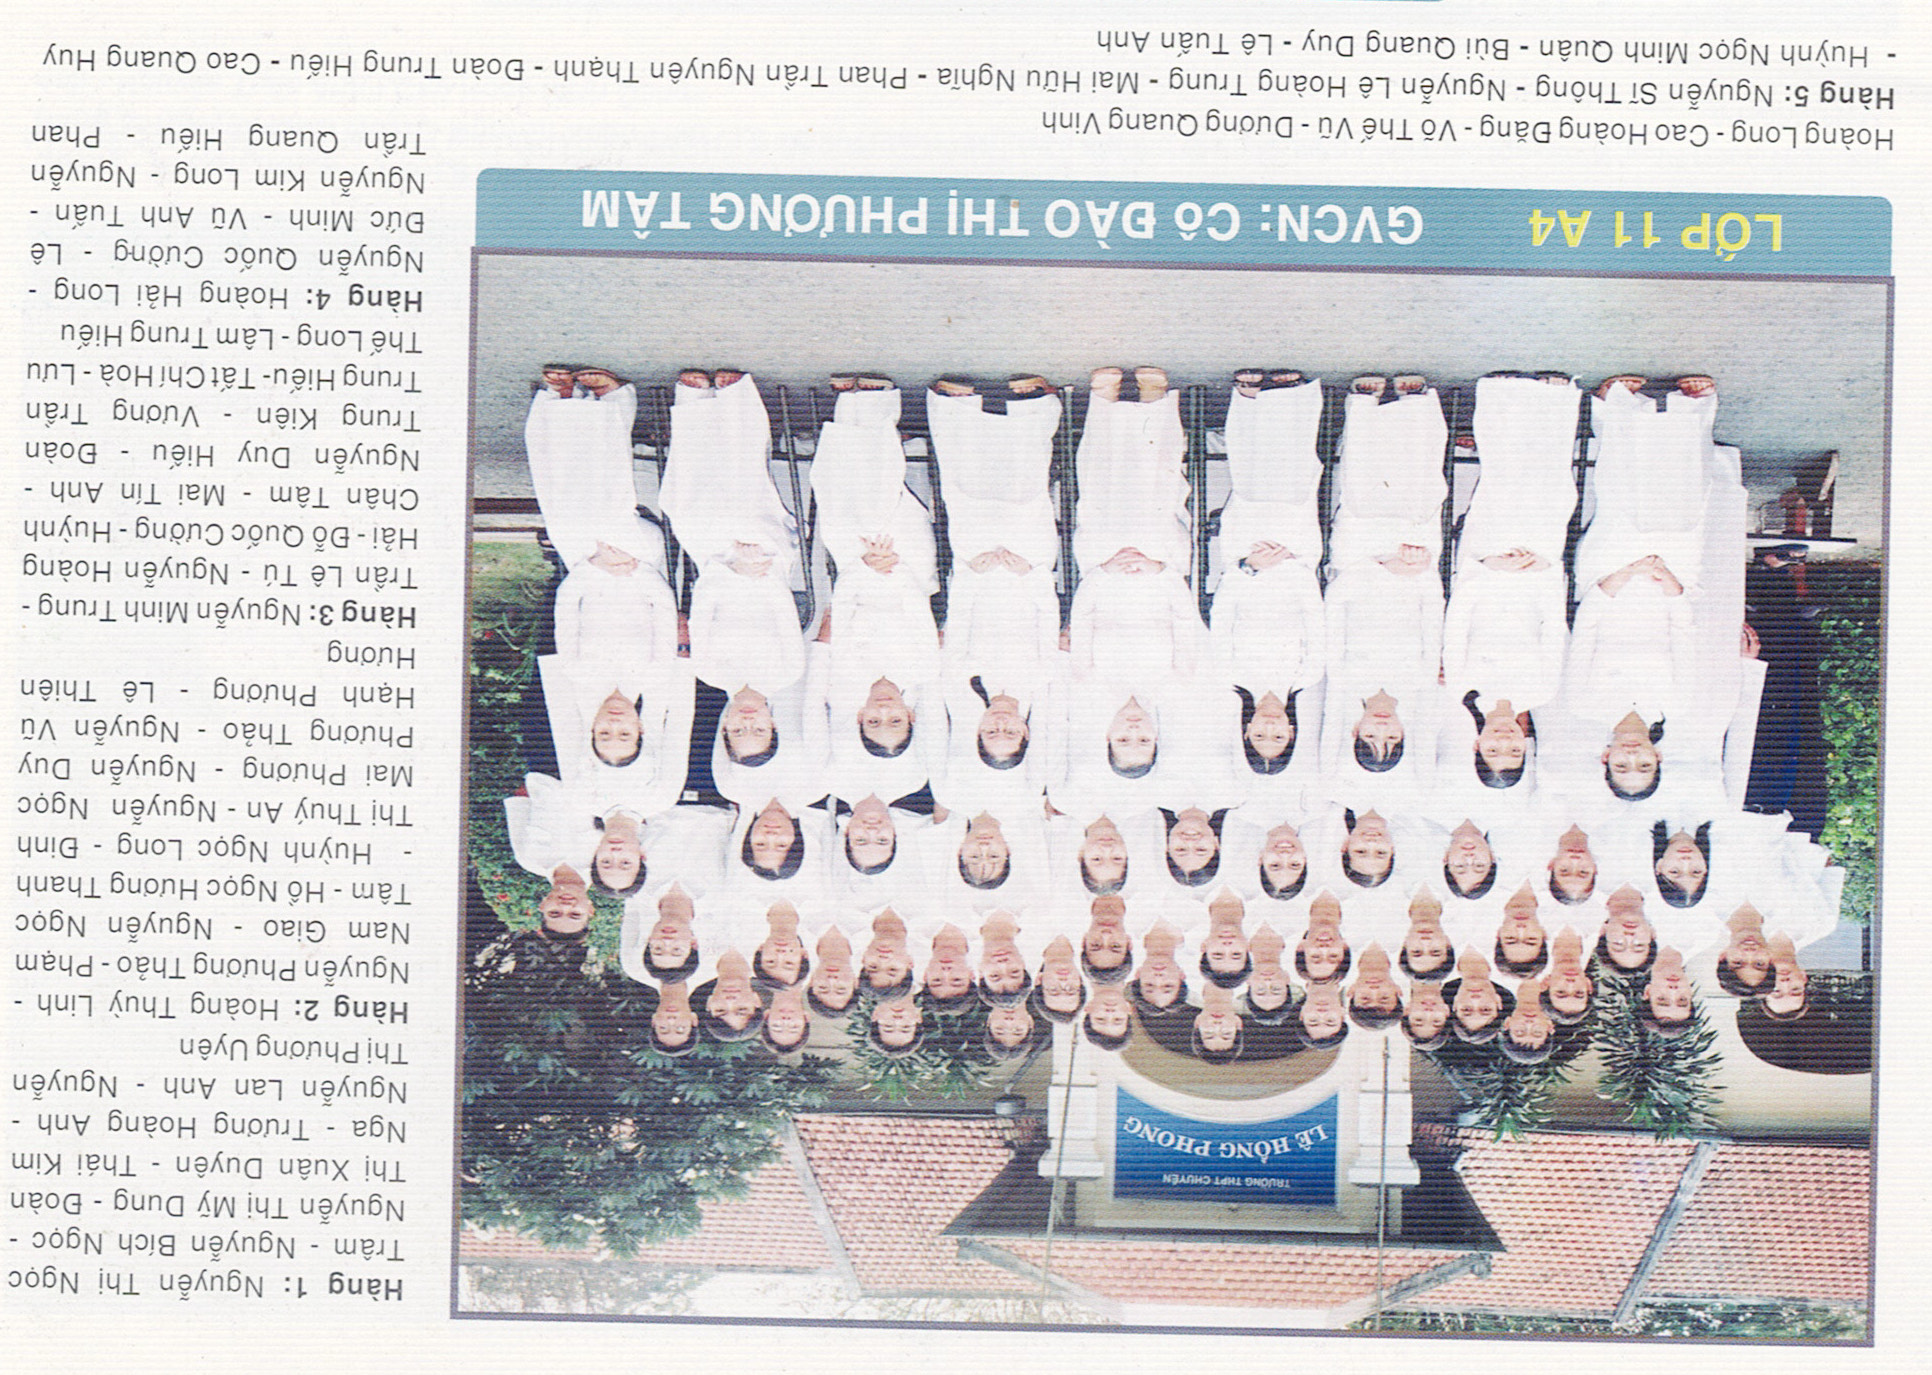 TRƯỜNG THPT CHUYÊN
LÊ HỒNG PHONG
LỚP 11 A4 GVCN: Cô ĐÀO THỊ PHƯƠNG TÂM
Hàng 1: Nguyễn Thị Ngọc
Trâm - Nguyễn Bích Ngọc -
Nguyễn Thị Mỹ Dung - Đoàn
Thị Xuân Duyên - Thái Kim
Nga - Trương Hoàng Anh -
Nguyễn Lan Anh - Nguyễn
Thị Phương Uyên
Hàng 2: Hoàng Thuỳ Linh -
Nguyễn Phương Thảo - Phạm
Nam Giao - Nguyễn Ngọc
Tâm - Hồ Ngọc Hương Thanh
- Huỳnh Ngọc Long - Đinh
Thị Thuý An - Nguyễn Ngọc
Mai Phương - Nguyễn Duy
Phương Thảo - Nguyễn Vũ
Hạnh Phương - Lê Thiên
Hương
Hàng 3: Nguyễn Minh Trung -
Trần Lê Tú - Nguyễn Hoàng
Hải - Đỗ Quốc Cường - Huỳnh
Chân Tâm - Mai Tín Anh -
Nguyễn Duy Hiếu - Đoàn
Trung Kiên - Vương Trần
Trung Hiếu- Tất Chí Hoà - Lưu
Thế Long - Lâm Trung Hiếu
Hàng 4: Hoàng Hải Long -
Nguyễn Quốc Cường - Lê
Đức Minh - Vũ Anh Tuấn -
Nguyễn Kim Long - Nguyễn
Trần Quang Hiếu - Phan
Hoàng Long - Cao Hoàng Đăng - Võ Thế Vũ - Dương Quang Vinh
Hàng 5: Nguyễn Sĩ Thông - Nguyễn Lê Hoàng Trung - Mai Hữu Nghĩa - Phan Trần Nguyên Thạnh - Đoàn Trung Hiếu - Cao Quang Huy
- Huỳnh Ngọc Minh Quân - Bùi Quang Duy - Lê Tuấn Anh